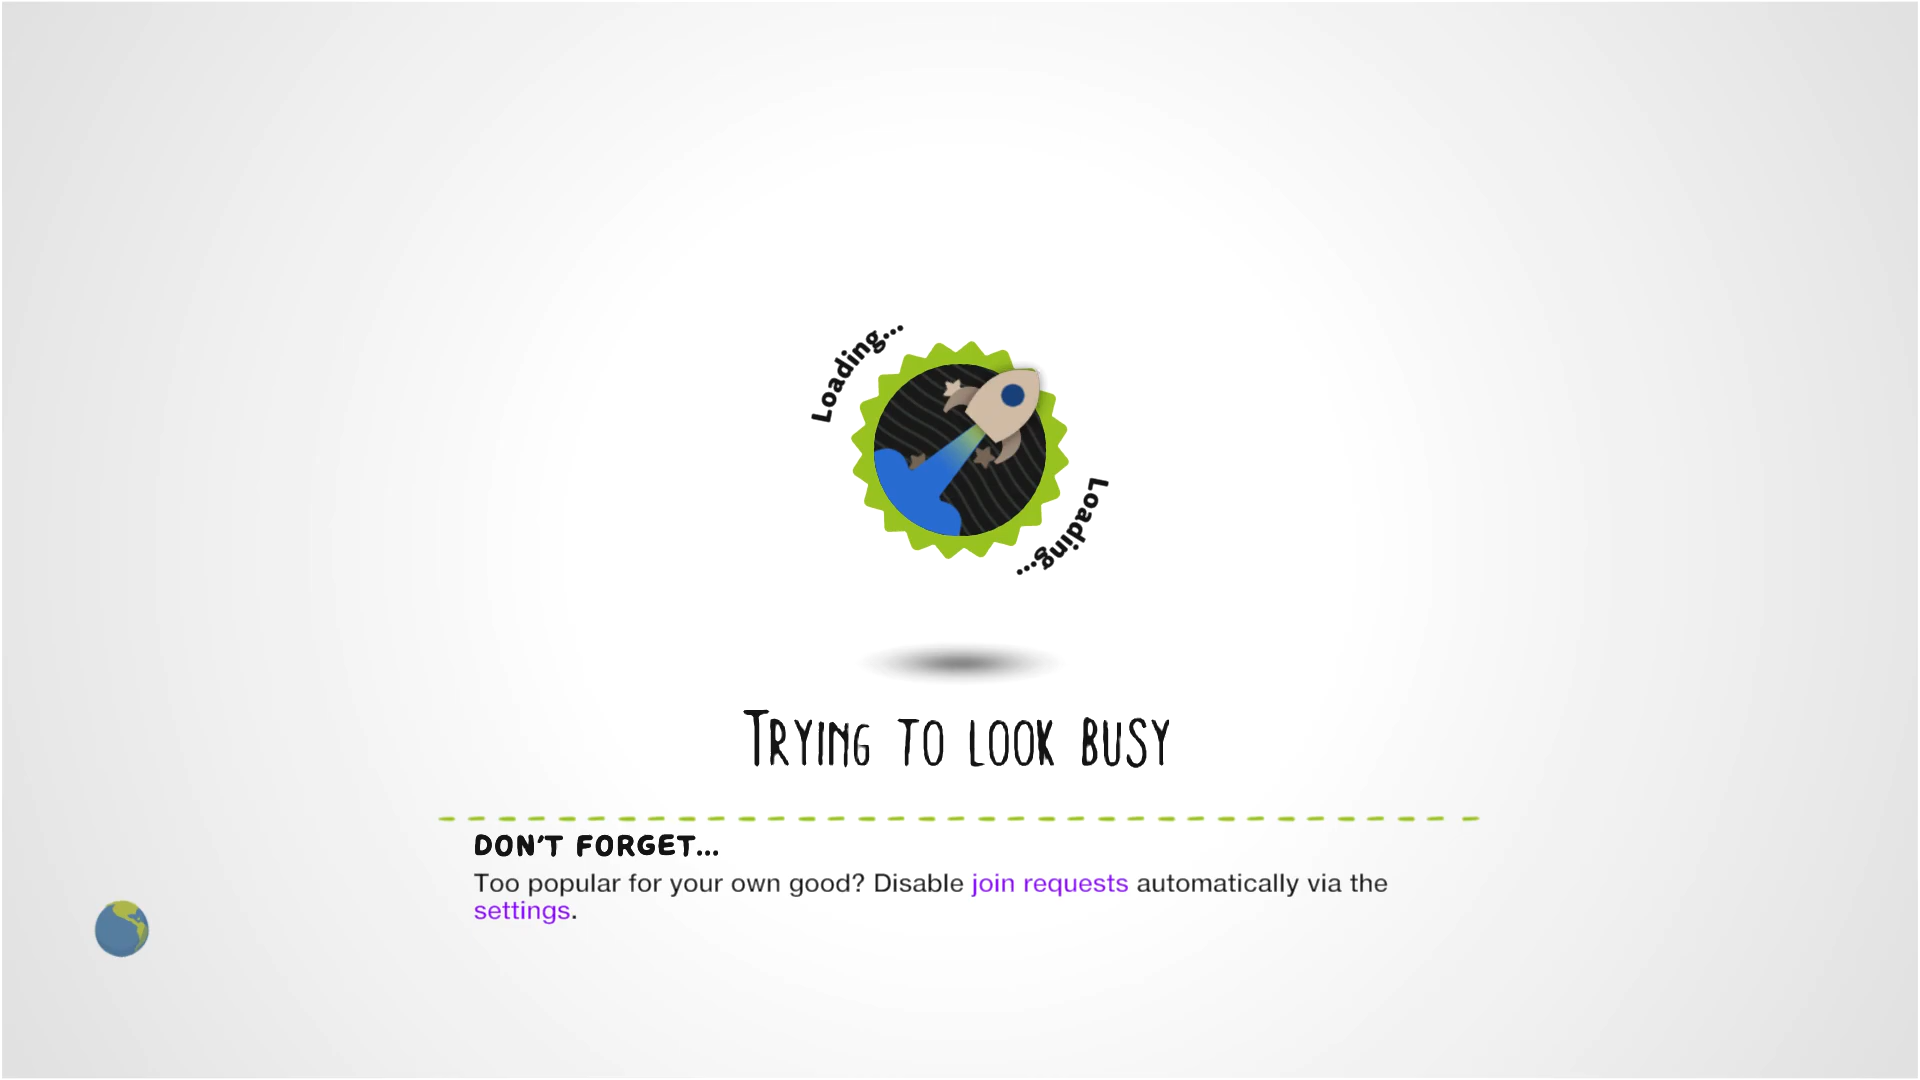 Loading...
Loading...
Trying to look busy
DON'T FORGET...
Too popular for your own good? Disable join requests automatically via the
settings.